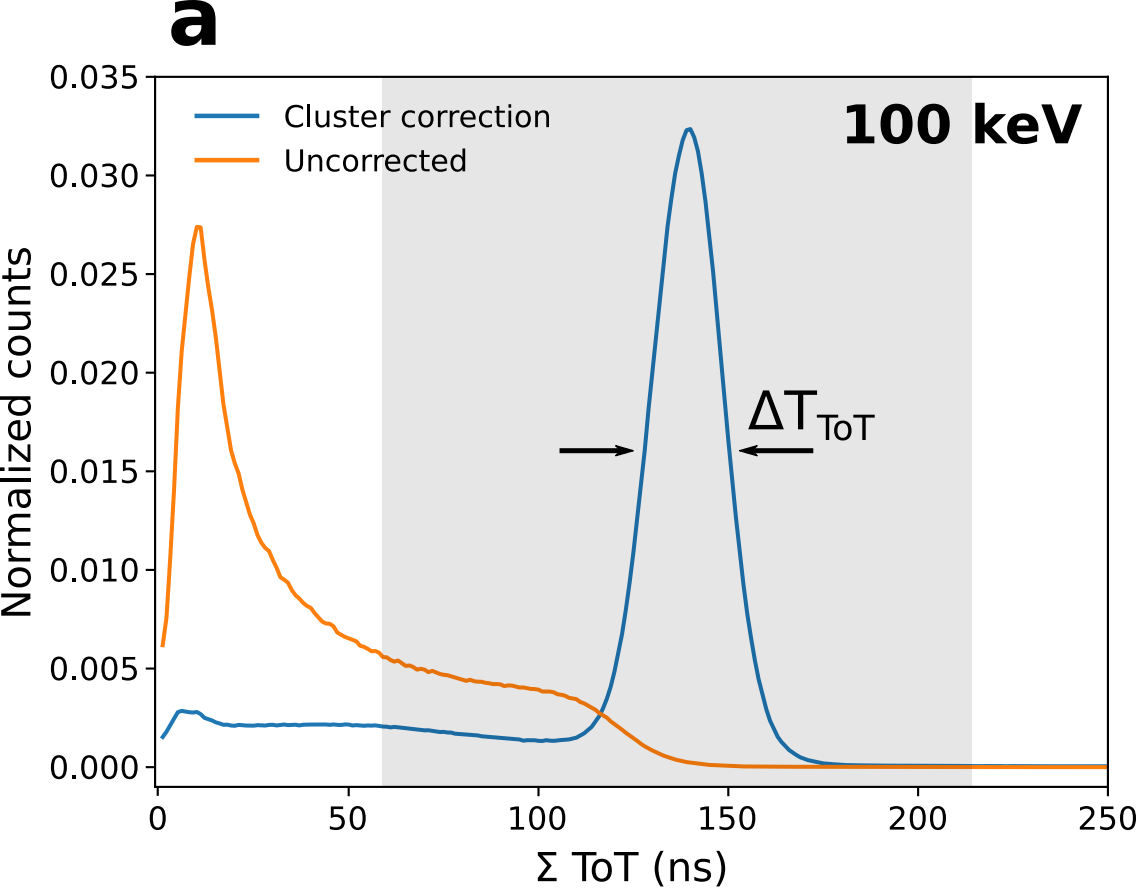 a
0.035
0.030
0.025
0.020
0.015
0.010
0.005
0.000
Normalized counts
Cluster correction
Uncorrected
100 keV
ΔT_ToT
0 50 100 150 200 250
Σ ToT (ns)